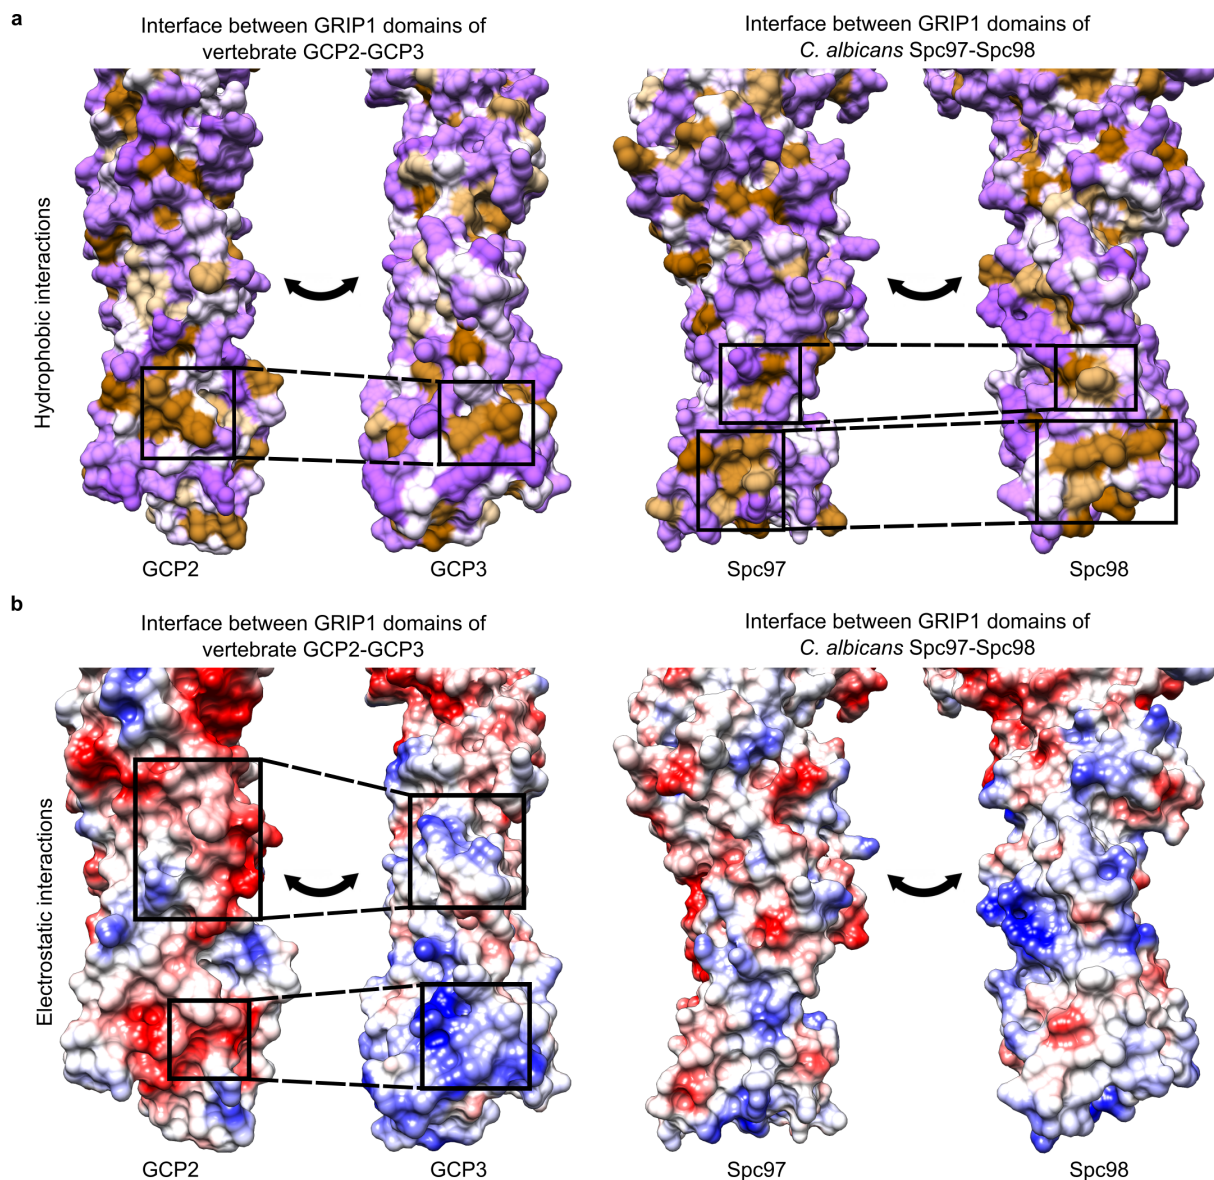 a
Interface between GRIP1 domains of
vertebrate GCP2-GCP3
Interface between GRIP1 domains of
C. albicans Spc97-Spc98
Hydrophobic interactions
GCP2
GCP3
Spc97
Spc98
b
Interface between GRIP1 domains of
vertebrate GCP2-GCP3
Interface between GRIP1 domains of
C. albicans Spc97-Spc98
Electrostatic interactions
GCP2
GCP3
Spc97
Spc98